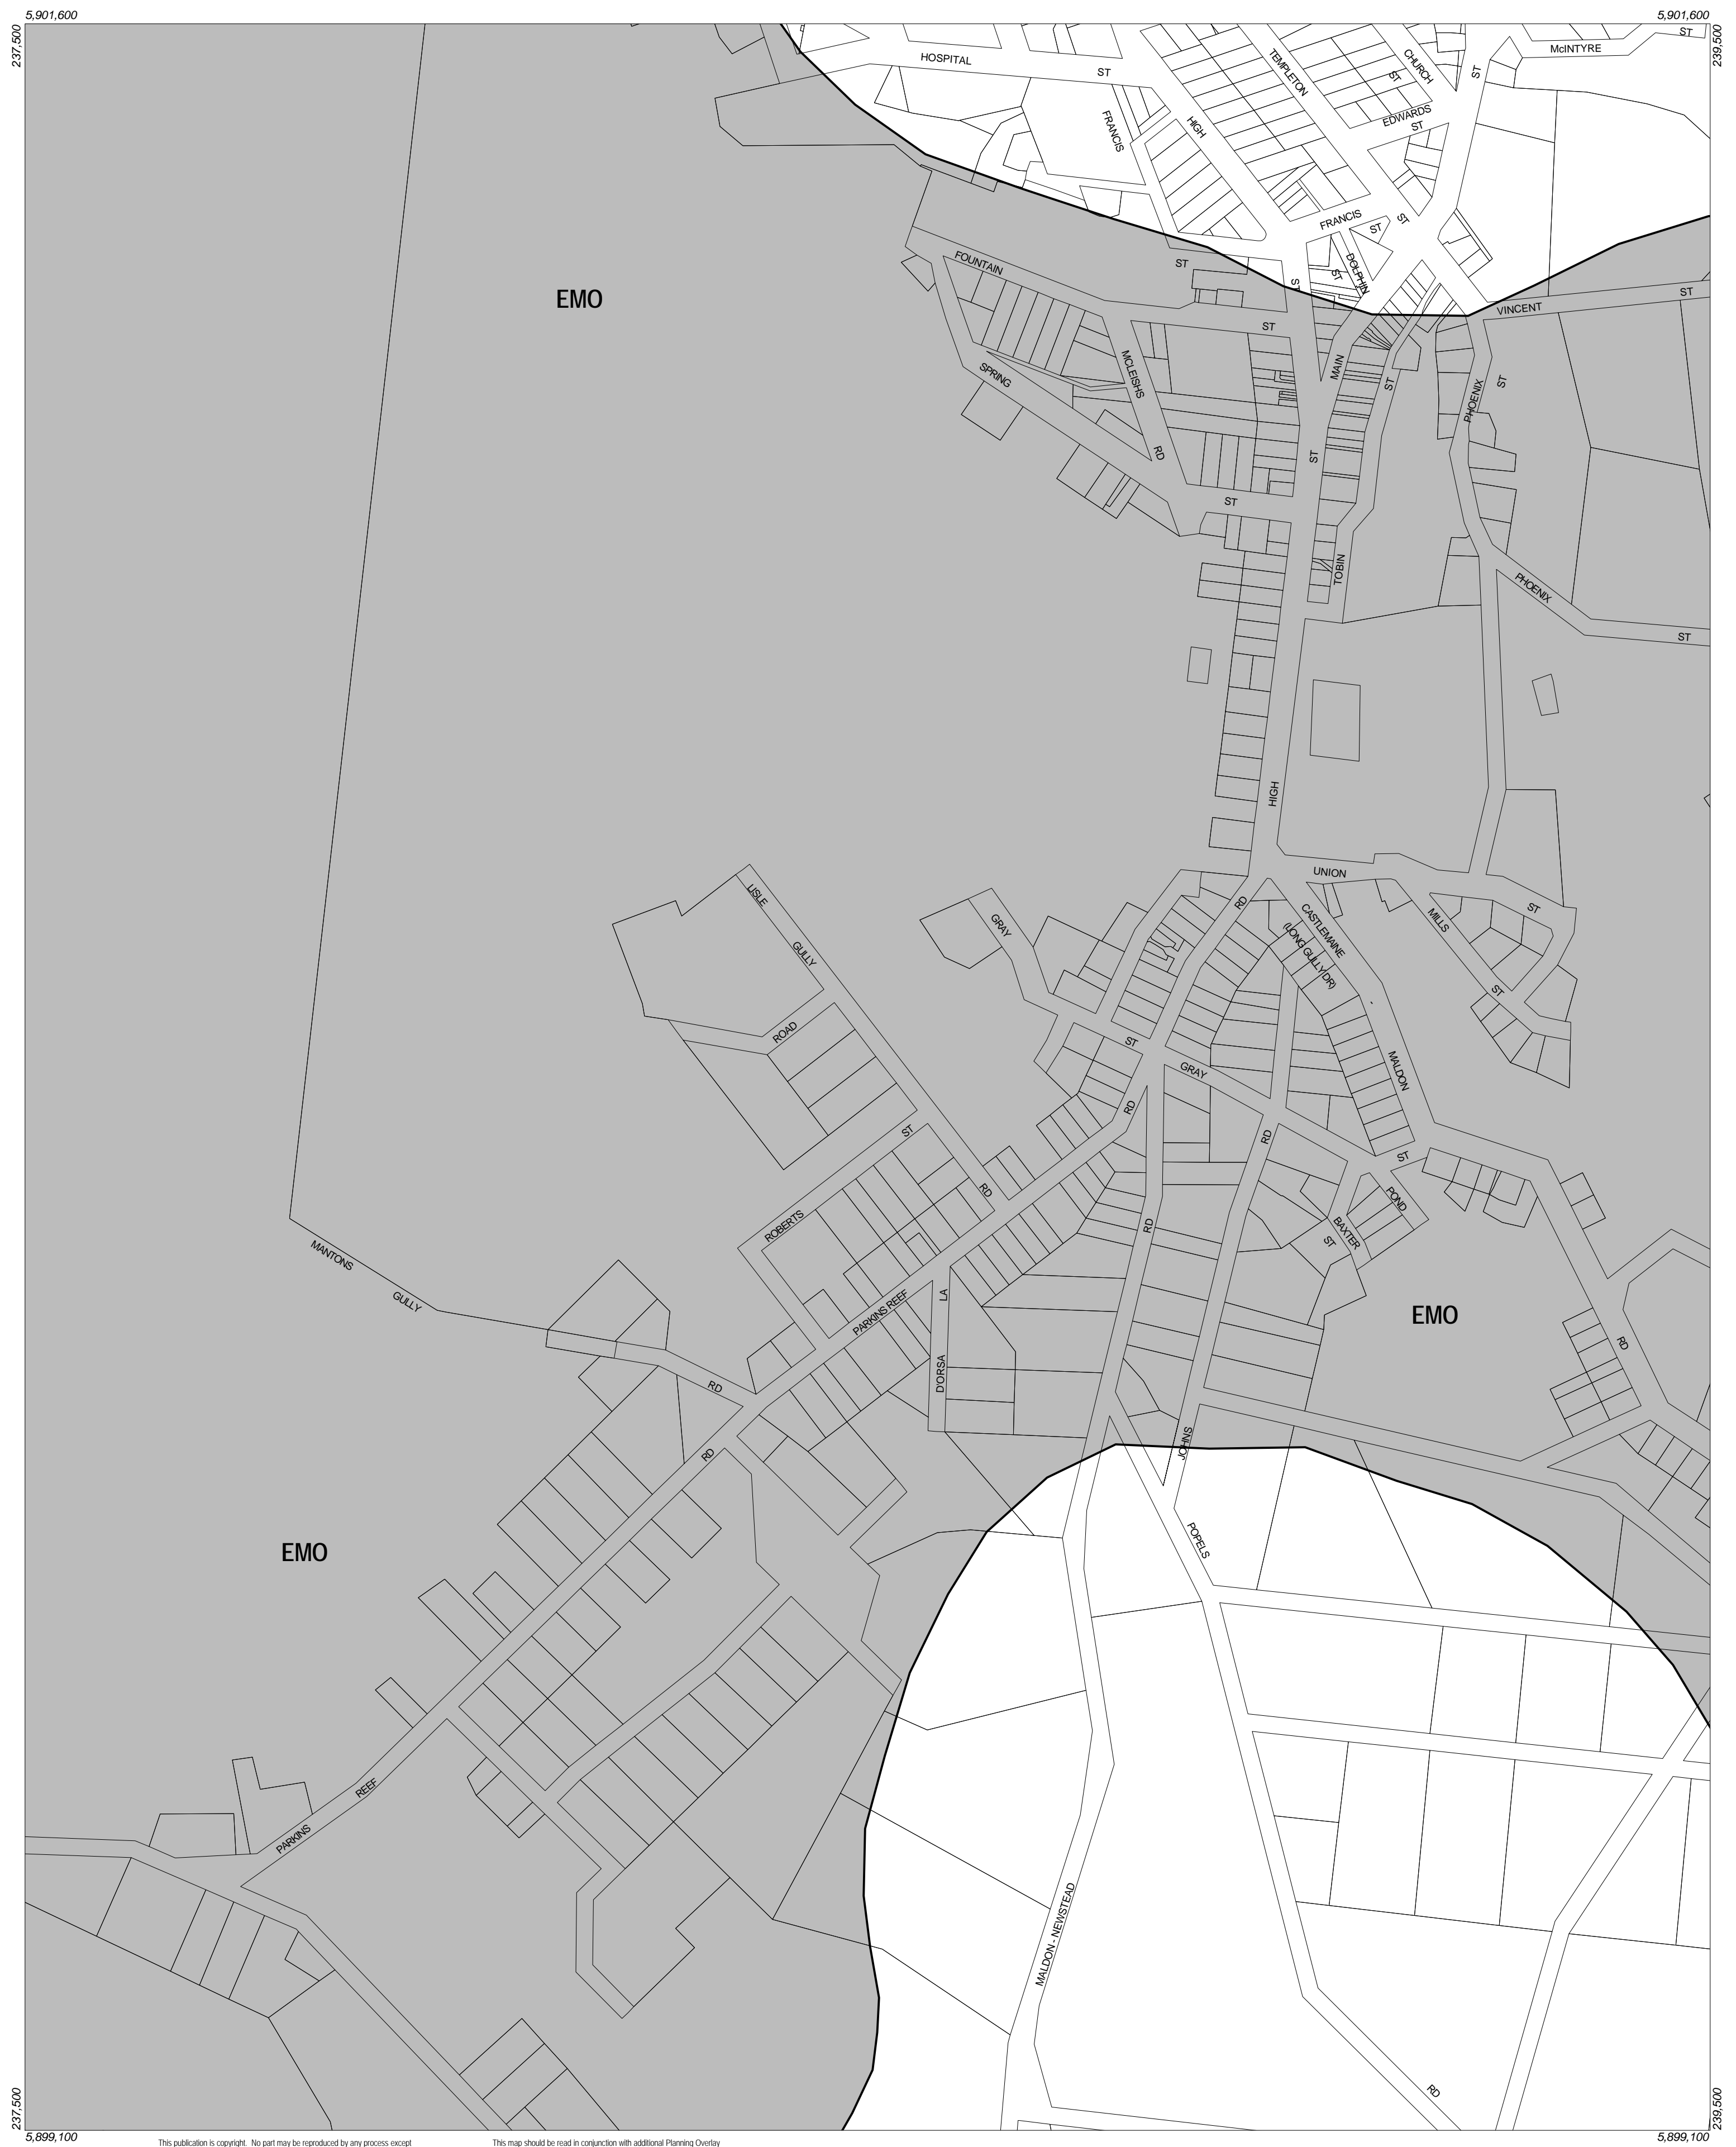 5,901,600
5,901,600
237,500
239,500
McINTYRE
ST
HOSPITAL
ST
TEMPLETON
ST
CHURCH
ST
HIGH
FRANCIS
EDWARDS
ST
FRANCIS
ST
ST
DOLPHIN
ST
ST
FOUNTAIN
ST
EMO
VINCENT
ST
ST
MAIN
ST
PHOENIX
ST
SPRING
MCLEISHS
RD
ST
ST
TOBIN
PHOENIX
ST
HIGH
UNION
ST
LISLE
GULLY
ROAD
GRAY
RD
CASTLEMAINE
(LONG GULLY DR)
-
MALDON
MILLS
ST
ST
GRAY
RD
RD
ST
ST
RD
ROBERTS
RD
POND
BAXTER
ST
MANTONS
GULLY
LA
PARKINS REEF
EMO
RD
D'ORSA
RD
RD
JOHNS
POPELS
EMO
REEF
PARKINS
MALDON - NEWSTEAD
RD
237,500
239,500
5,899,100
5,899,100
This publication is copyright. No part may be reproduced by any process except
This map should be read in conjunction with additional Planning Overlay